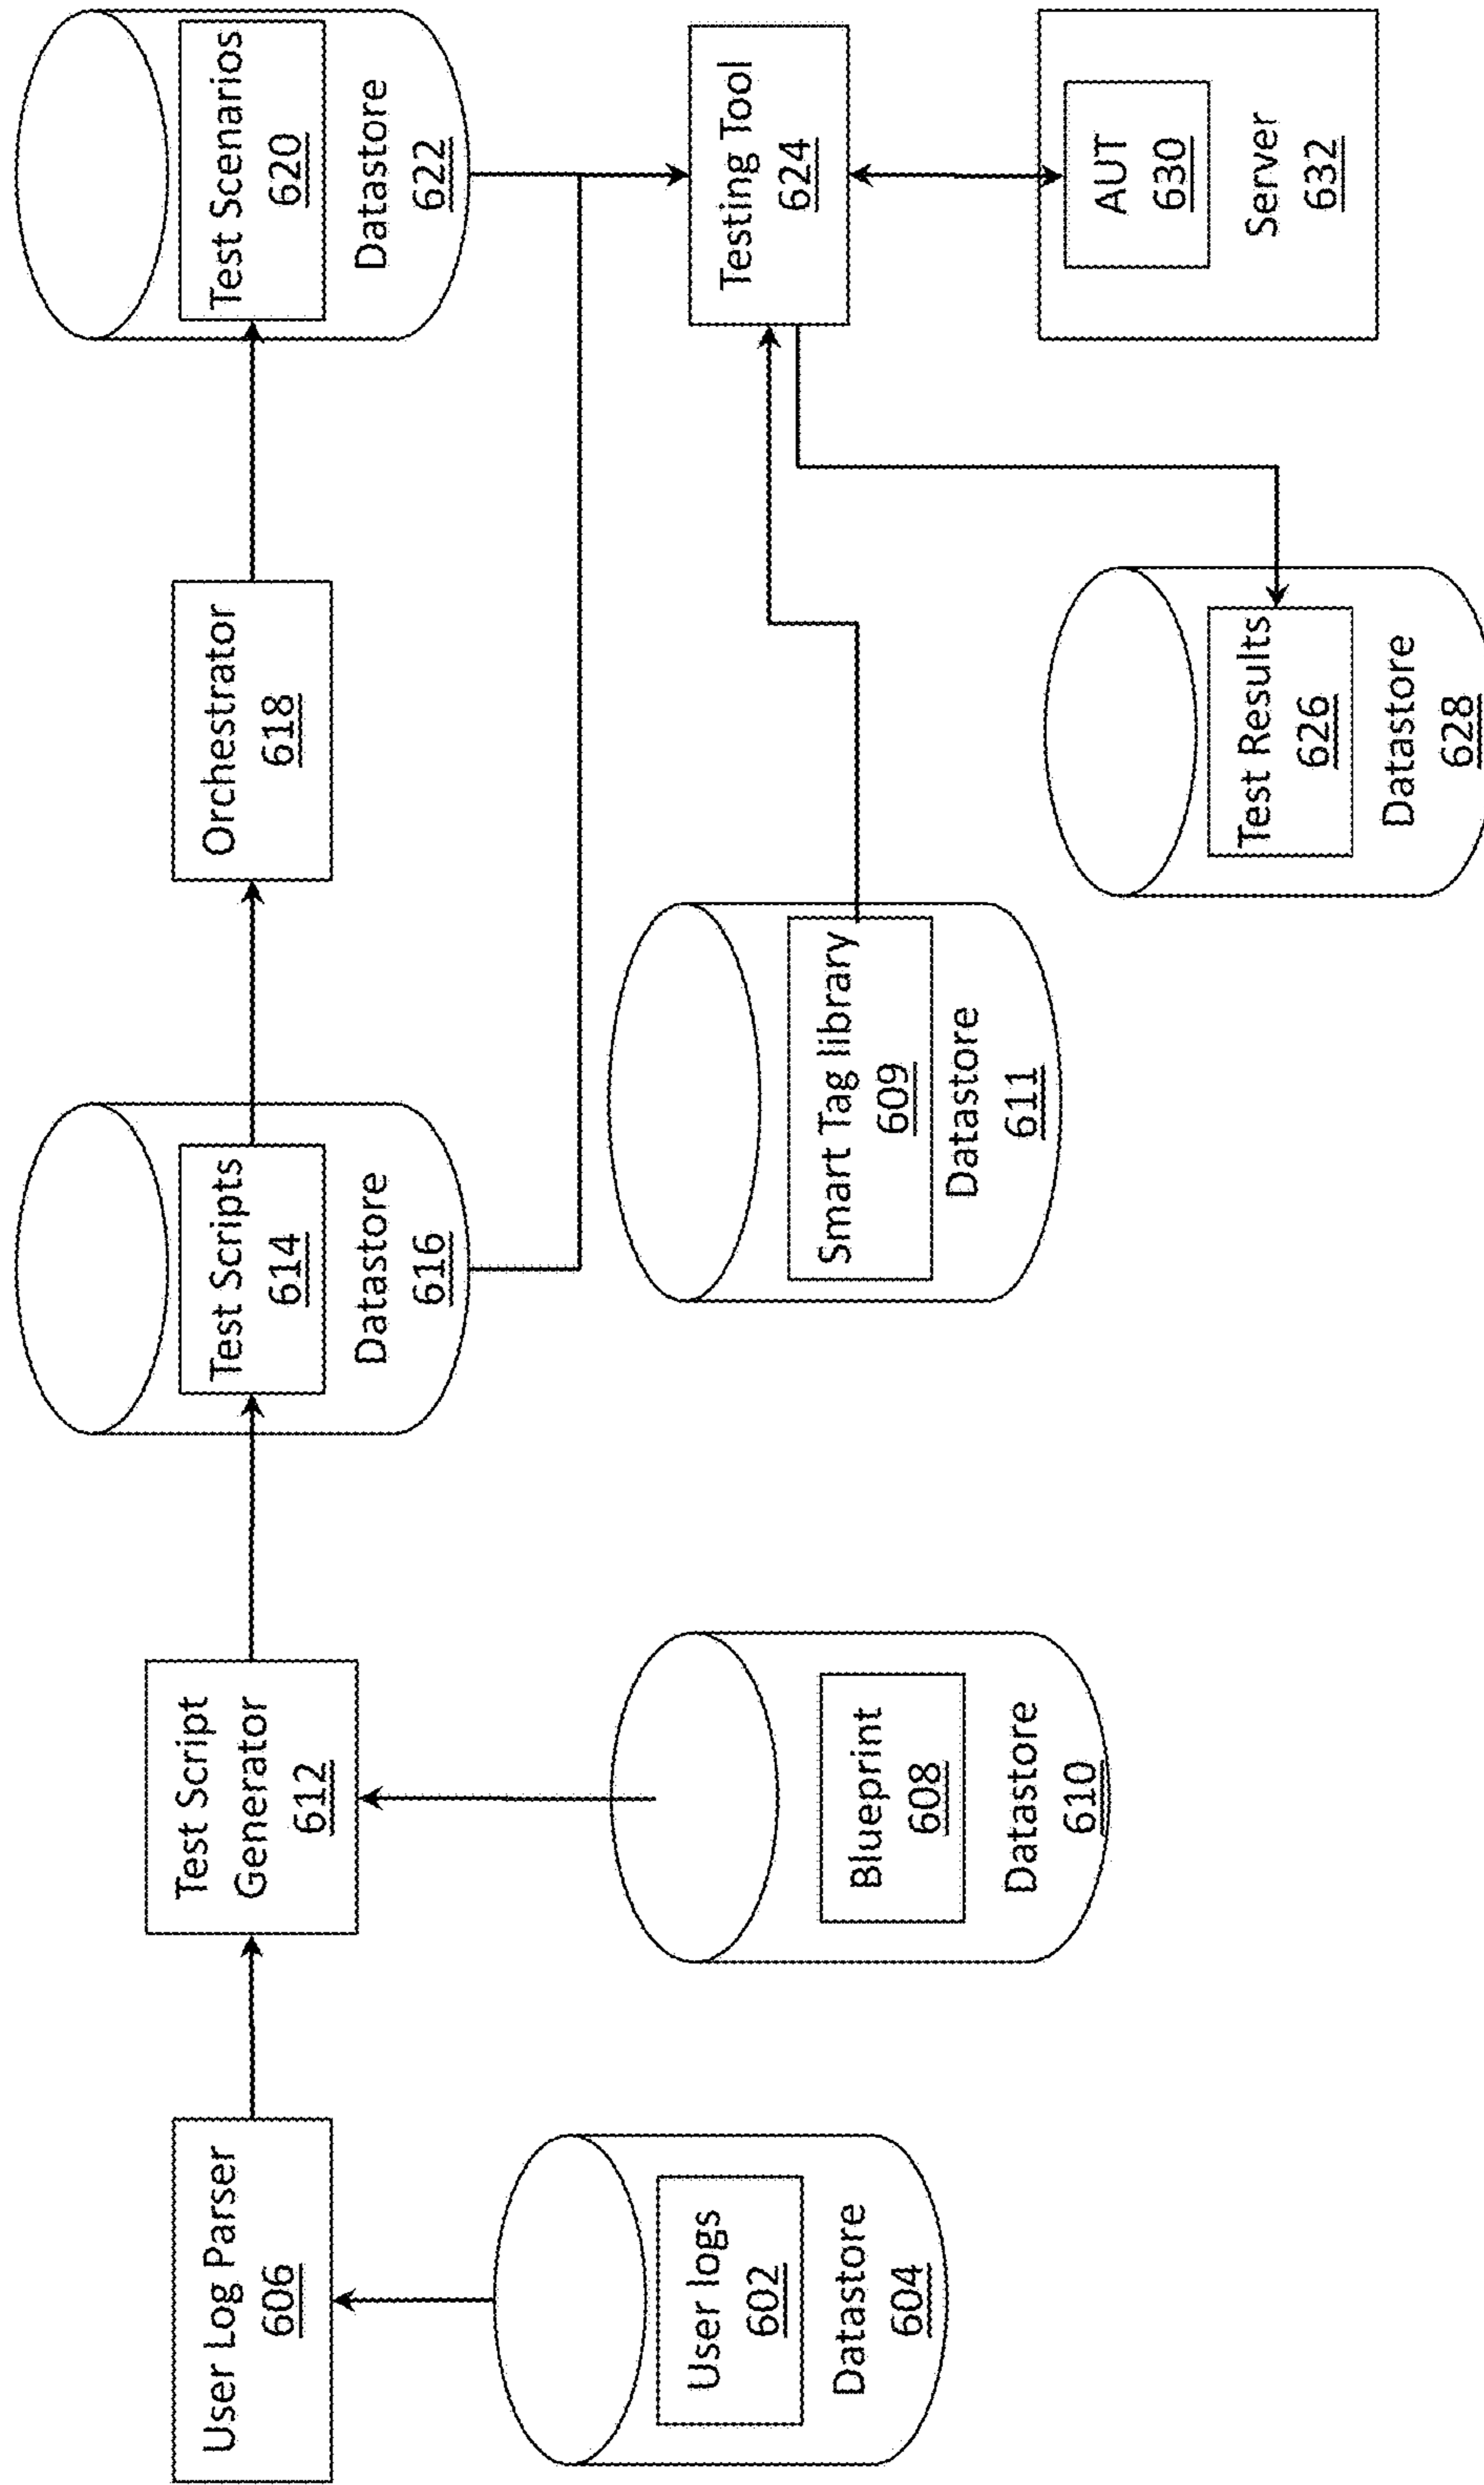 User Log Parser
606
Test Script
Generator
612
Test Scripts
614
Datastore
616
Orchestrator
618
Test Scenarios
620
Datastore
622
User logs
602
Datastore
604
Blueprint
608
Datastore
610
Smart Tag library
609
Datastore
611
Testing Tool
624
Test Results
626
Datastore
628
AUT
630
Server
632